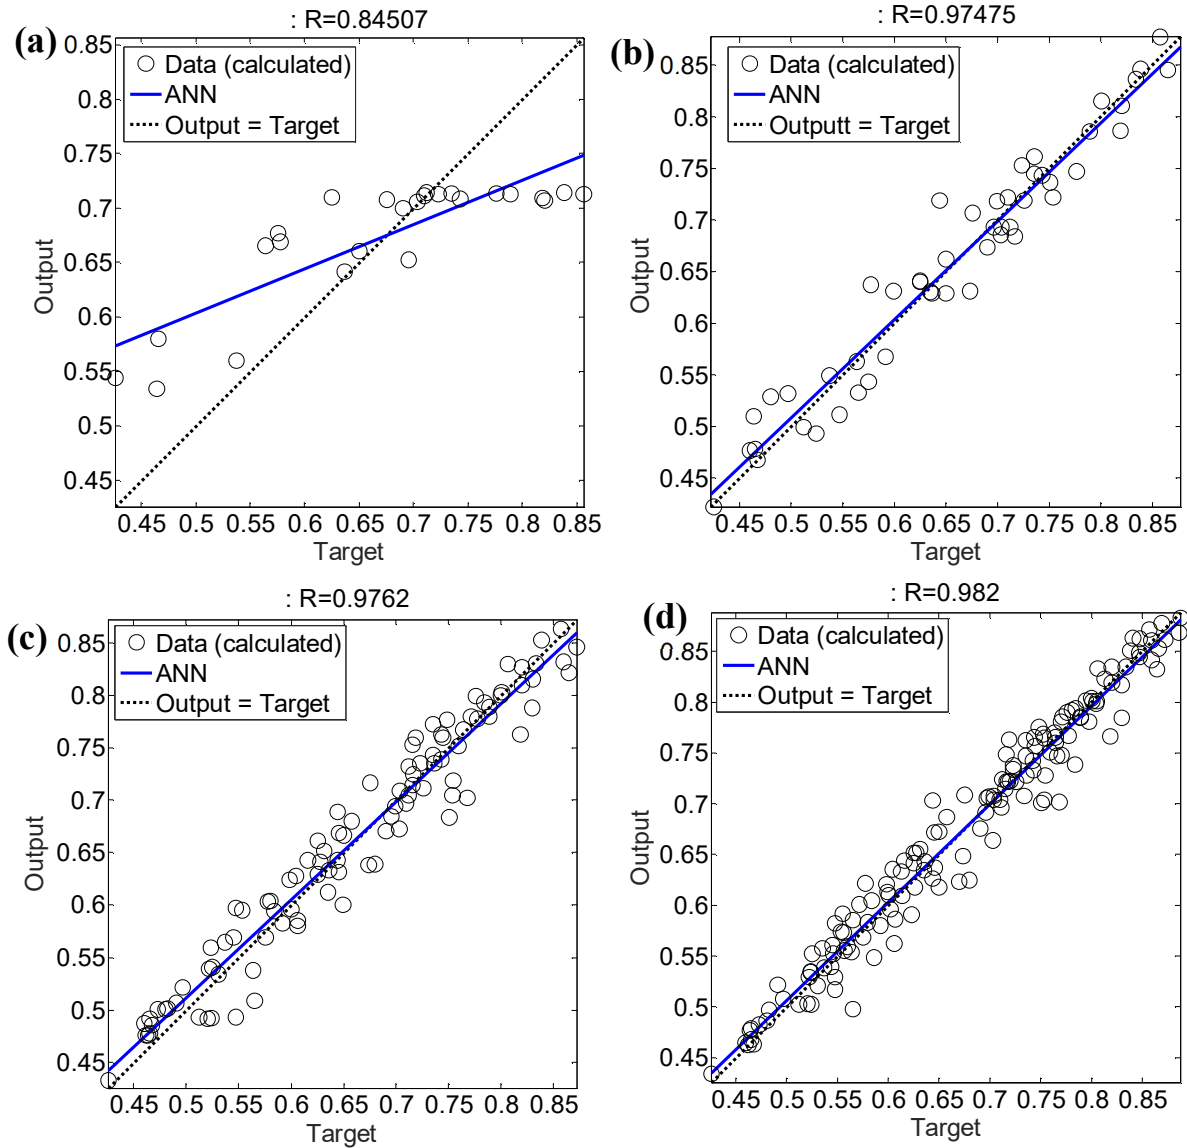 : R=0.84507
(a)
Data (calculated)
ANN
Output = Target
0.85
0.8
0.75
0.7
0.65
0.6
0.55
0.5
0.45
Output
0.45 0.5 0.55 0.6 0.65 0.7 0.75 0.8 0.85
Target
: R=0.97475
(b)
Data (calculated)
ANN
Outputt = Target
0.85
0.8
0.75
0.7
0.65
0.6
0.55
0.5
0.45
Output
0.45 0.5 0.55 0.6 0.65 0.7 0.75 0.8 0.85
Target
: R=0.9762
(c)
Data (calculated)
ANN
Output = Target
0.85
0.8
0.75
0.7
0.65
0.6
0.55
0.5
0.45
Output
0.45 0.5 0.55 0.6 0.65 0.7 0.75 0.8 0.85
Target
: R=0.982
(d)
Data (calculated)
ANN
Output = Target
0.85
0.8
0.75
0.7
0.65
0.6
0.55
0.5
0.45
Output
0.45 0.5 0.55 0.6 0.65 0.7 0.75 0.8 0.85
Target